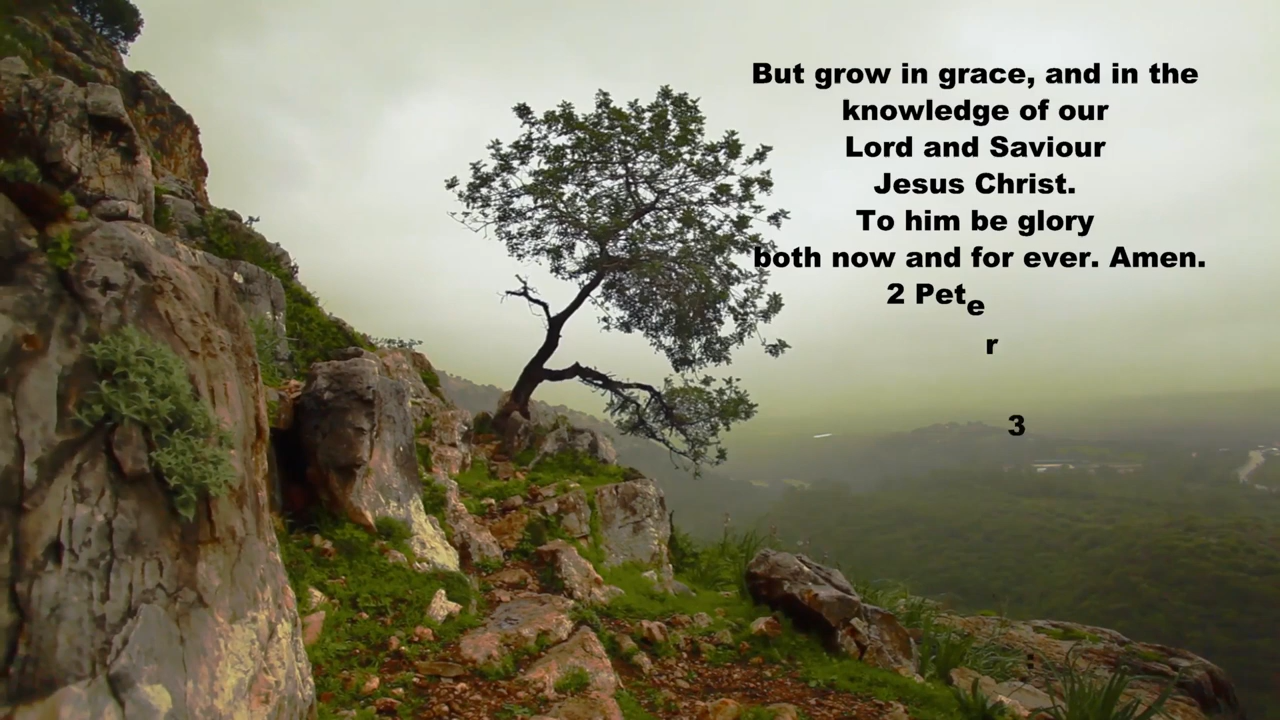 But grow in grace, and in the
knowledge of our
Lord and Saviour
Jesus Christ.
To him be glory
both now and for ever. Amen.
2 Peter 3 :